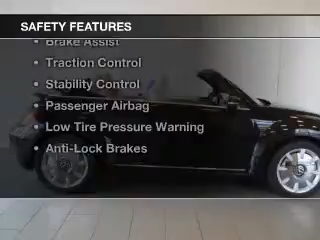 SAFETY FEATURES
• Brake Assist
• Traction Control
• Stability Control
• Passenger Airbag
• Low Tire Pressure Warning
• Anti-Lock Brakes